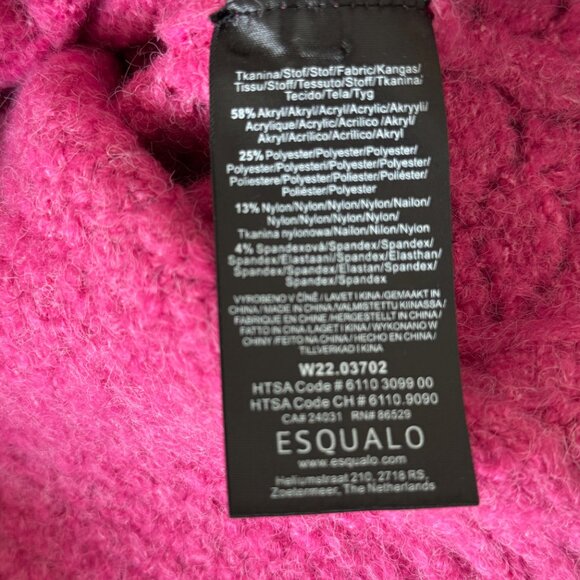 Tkanina/Stof/Stof/Fabric/Kangas/
Tissu/Stoff/Tessuto/Stoff/Tkanina/
Tecido/Tela/Tyg
58% Akryl/Akryl/Acryl/Acrylic/Akryyli/
Acrylique/Acrylic/Acrilico /Akryl/
Akryl/Acrílico/Acrílico/Akryl
25% Polyester/Polyester/Polyester/
Polyester/Polyesteri/Polyester/Polyester/
Poliestere/Polyester/Poliester/Poliéster/
Poliéster/Polyester
13% Nylon/Nylon/Nylon/Nylon/Nailon/
Nylon/Nylon/Nylon/Nylon/
Tkanina nylonowa/Nailon/Nilon/Nylon
4% Spandexová/Spandex/Spandex/
Spandex/Elastaani/Spandex/Elasthan/
Spandex/Spandex/Elastan/Spandex/
Spandex/Spandex
VYROBENO V ČÍNĚ / LAVET I KINA/GEMAAKT IN
CHINA / MADE IN CHINA /VALMISTETTU KIINASSA/
FABRIQUE EN CHINE/ HERGESTELLT IN CHINA/
FATTO IN CINA / LAGET I KINA / WYKONANO W
CHINY /FEITO NA CHINA / HECHO EN CHINA /
TILLVERKAD I KINA
W22.03702
HTSA Code # 6110 3099 00
HTSA Code CH # 6110.9090
CA# 24031 RN# 86529
ESQUALO
www.esqualo.com
Heliumstraat 210, 2718 RS,
Zoetermeer, The Netherlands